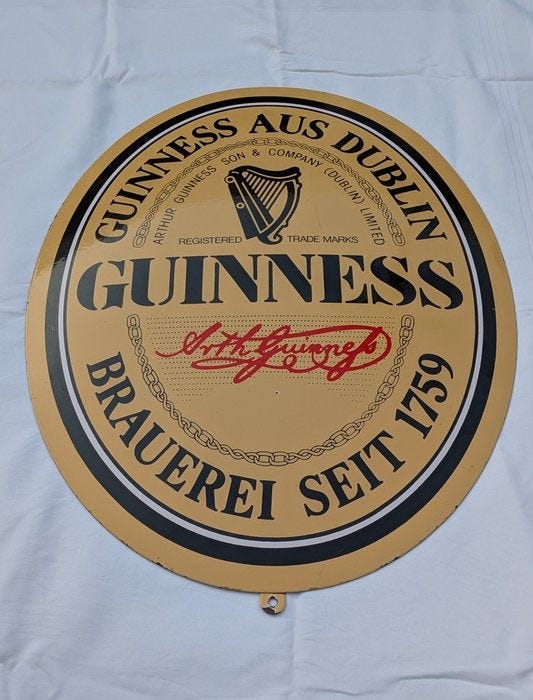 GUINNESS AUS DUBLIN
ARTHUR GUINNESS SON & COMPANY (DUBLIN) LIMITED
REGISTERED TRADE MARKS
GUINNESS
Arth Guinness
BRAUEREI SEIT 1759